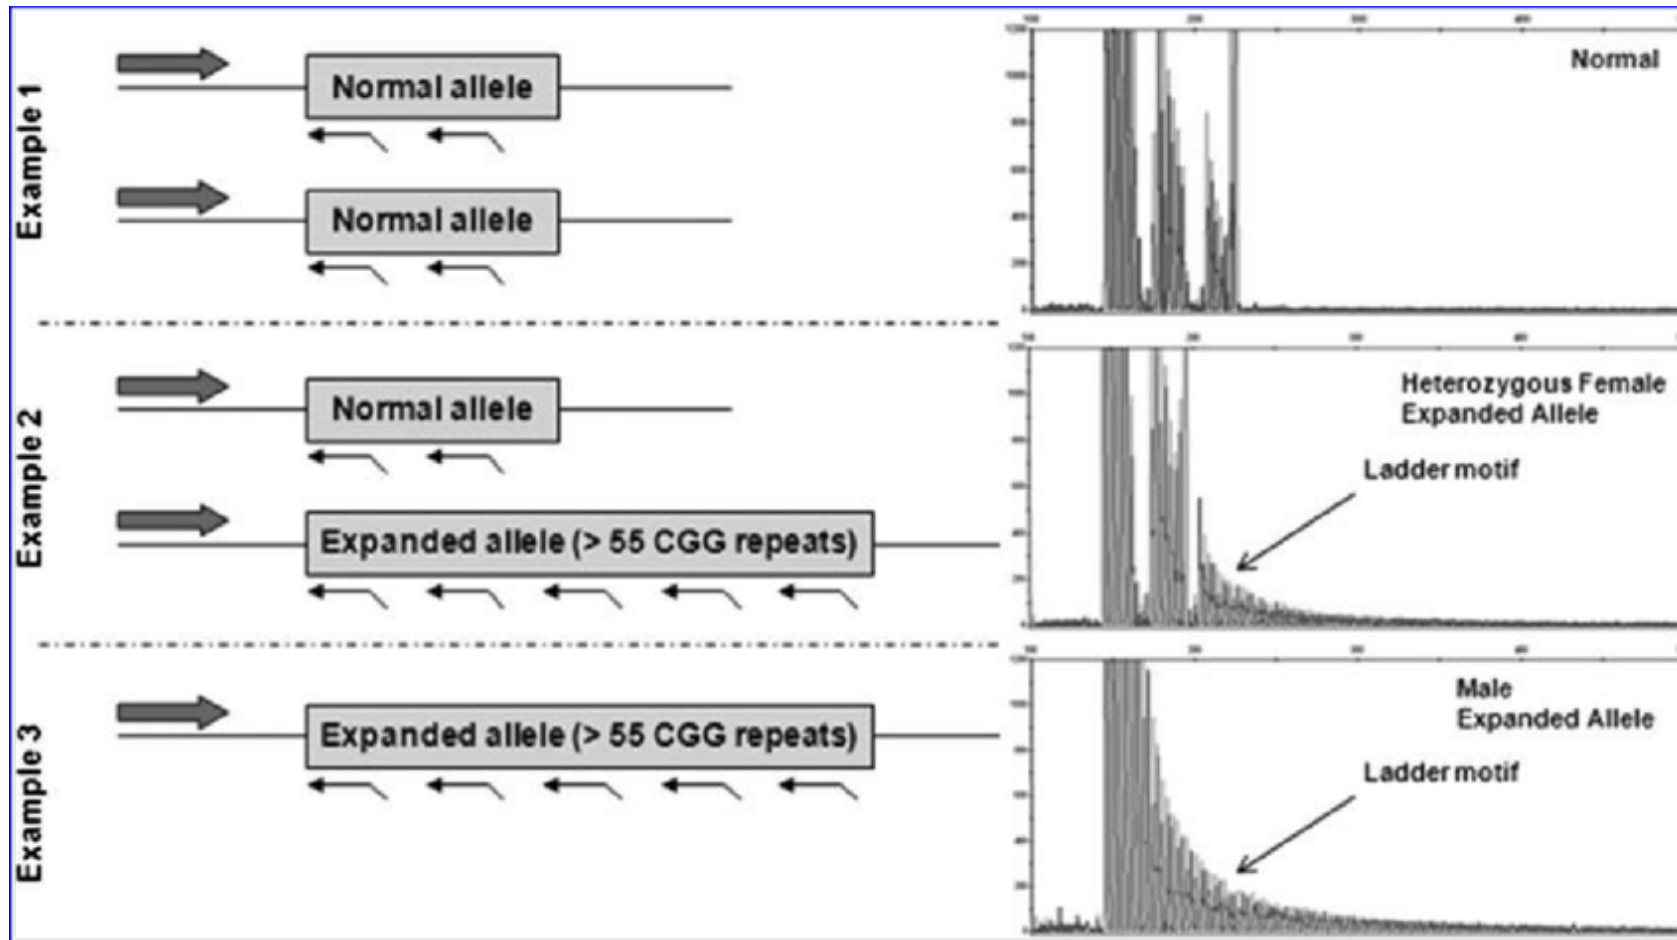 Example 1
Normal allele
Normal allele
Normal
Example 2
Normal allele
Expanded allele (> 55 CGG repeats)
Heterozygous Female
Expanded Allele
Ladder motif
Example 3
Expanded allele (> 55 CGG repeats)
Male
Expanded Allele
Ladder motif